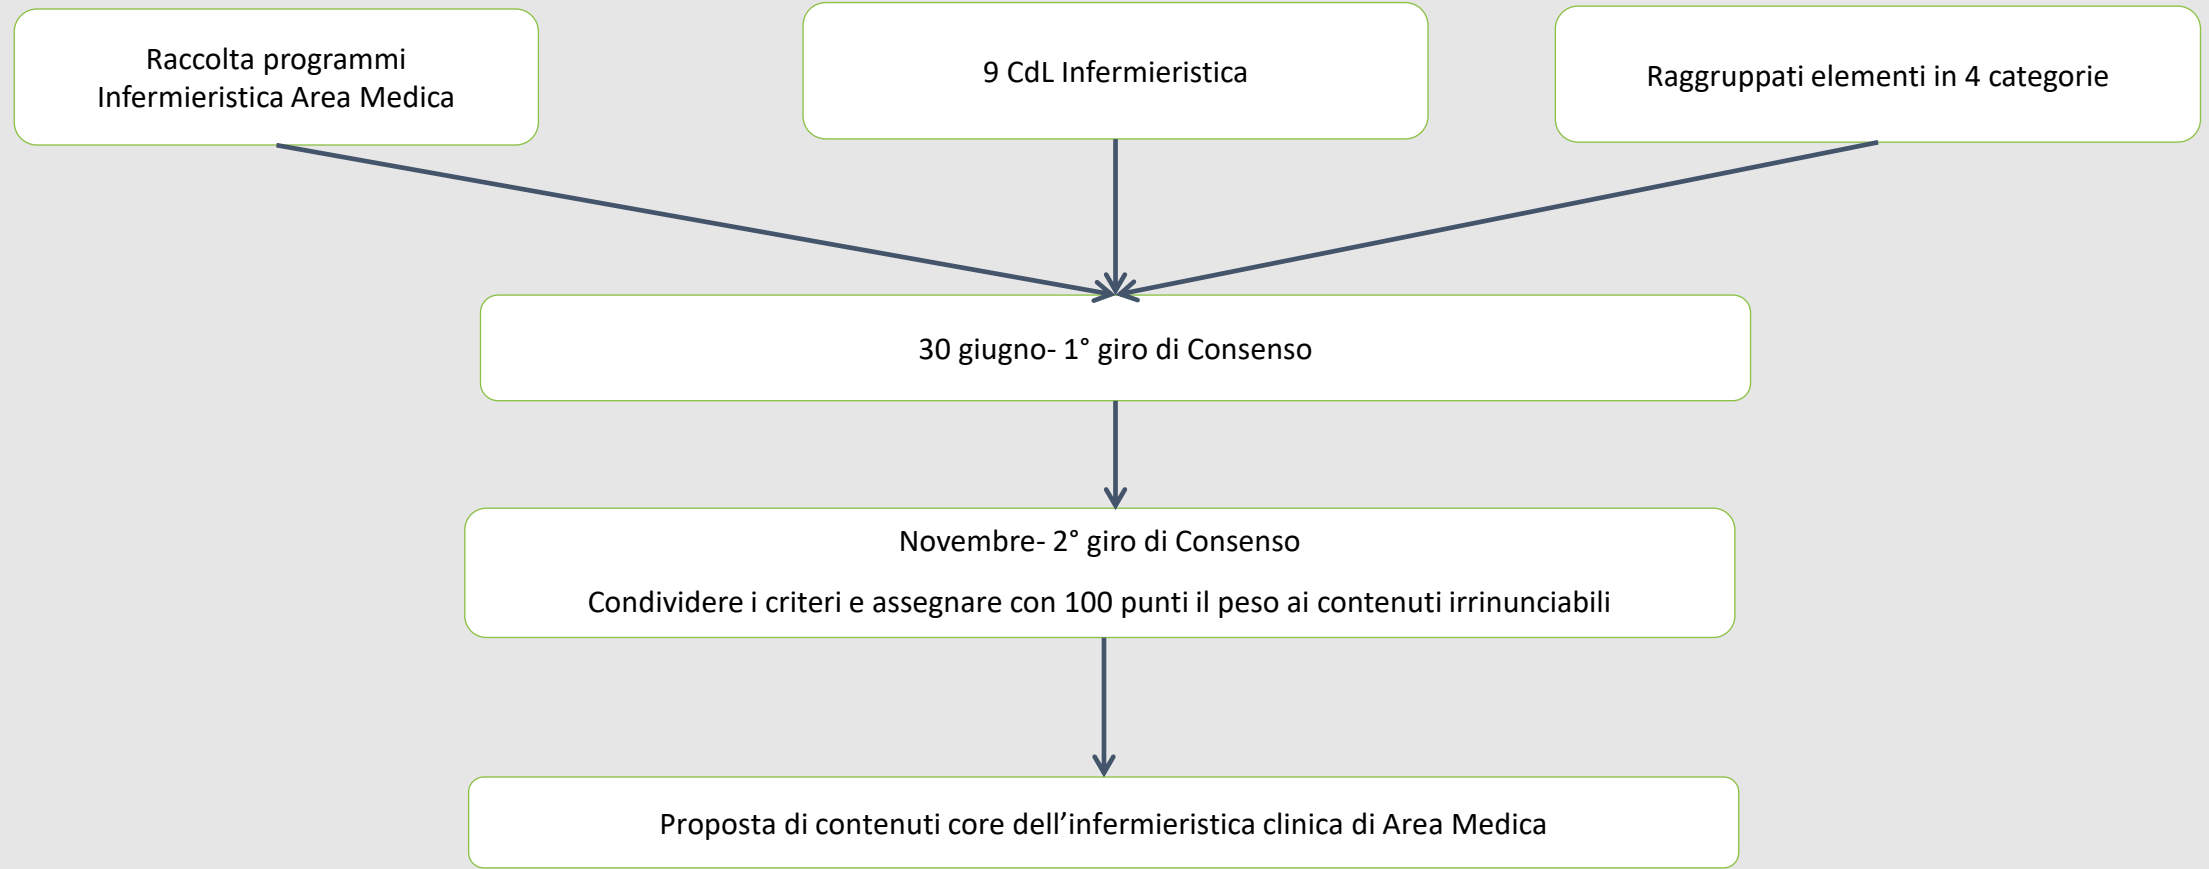 Raccolta programmi
Infermieristica Area Medica
9 CdL Infermieristica
Raggruppati elementi in 4 categorie
30 giugno- 1° giro di Consenso
Novembre- 2° giro di Consenso
Condividere i criteri e assegnare con 100 punti il peso ai contenuti irrinunciabili
Proposta di contenuti core dell’infermieristica clinica di Area Medica